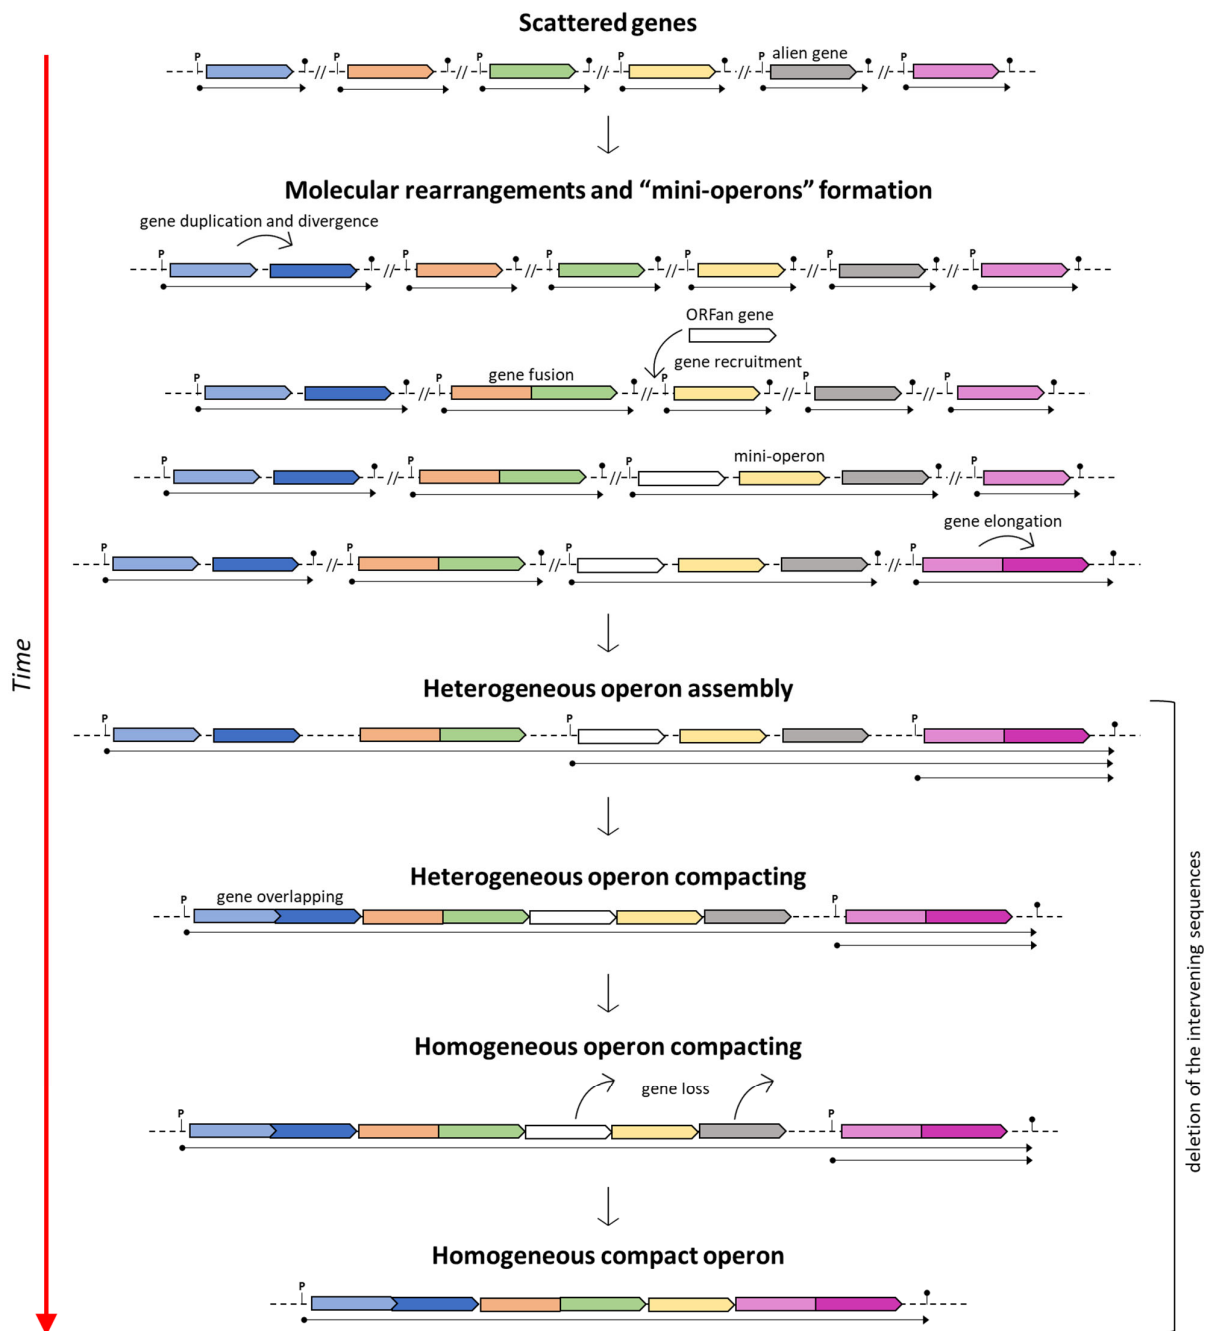 Scattered genes
P P P P alien gene P P
Molecular rearrangements and “mini-operons” formation
gene duplication and divergence
P P P P P P
ORFan gene
gene recruitment
P gene fusion P P P P
mini-operon
P P P P
gene elongation
P P P P
Time
Heterogeneous operon assembly
P P P
Heterogeneous operon compacting
gene overlapping
P P
Homogeneous operon compacting
gene loss
P P
Homogeneous compact operon
P
deletion of the intervening sequences